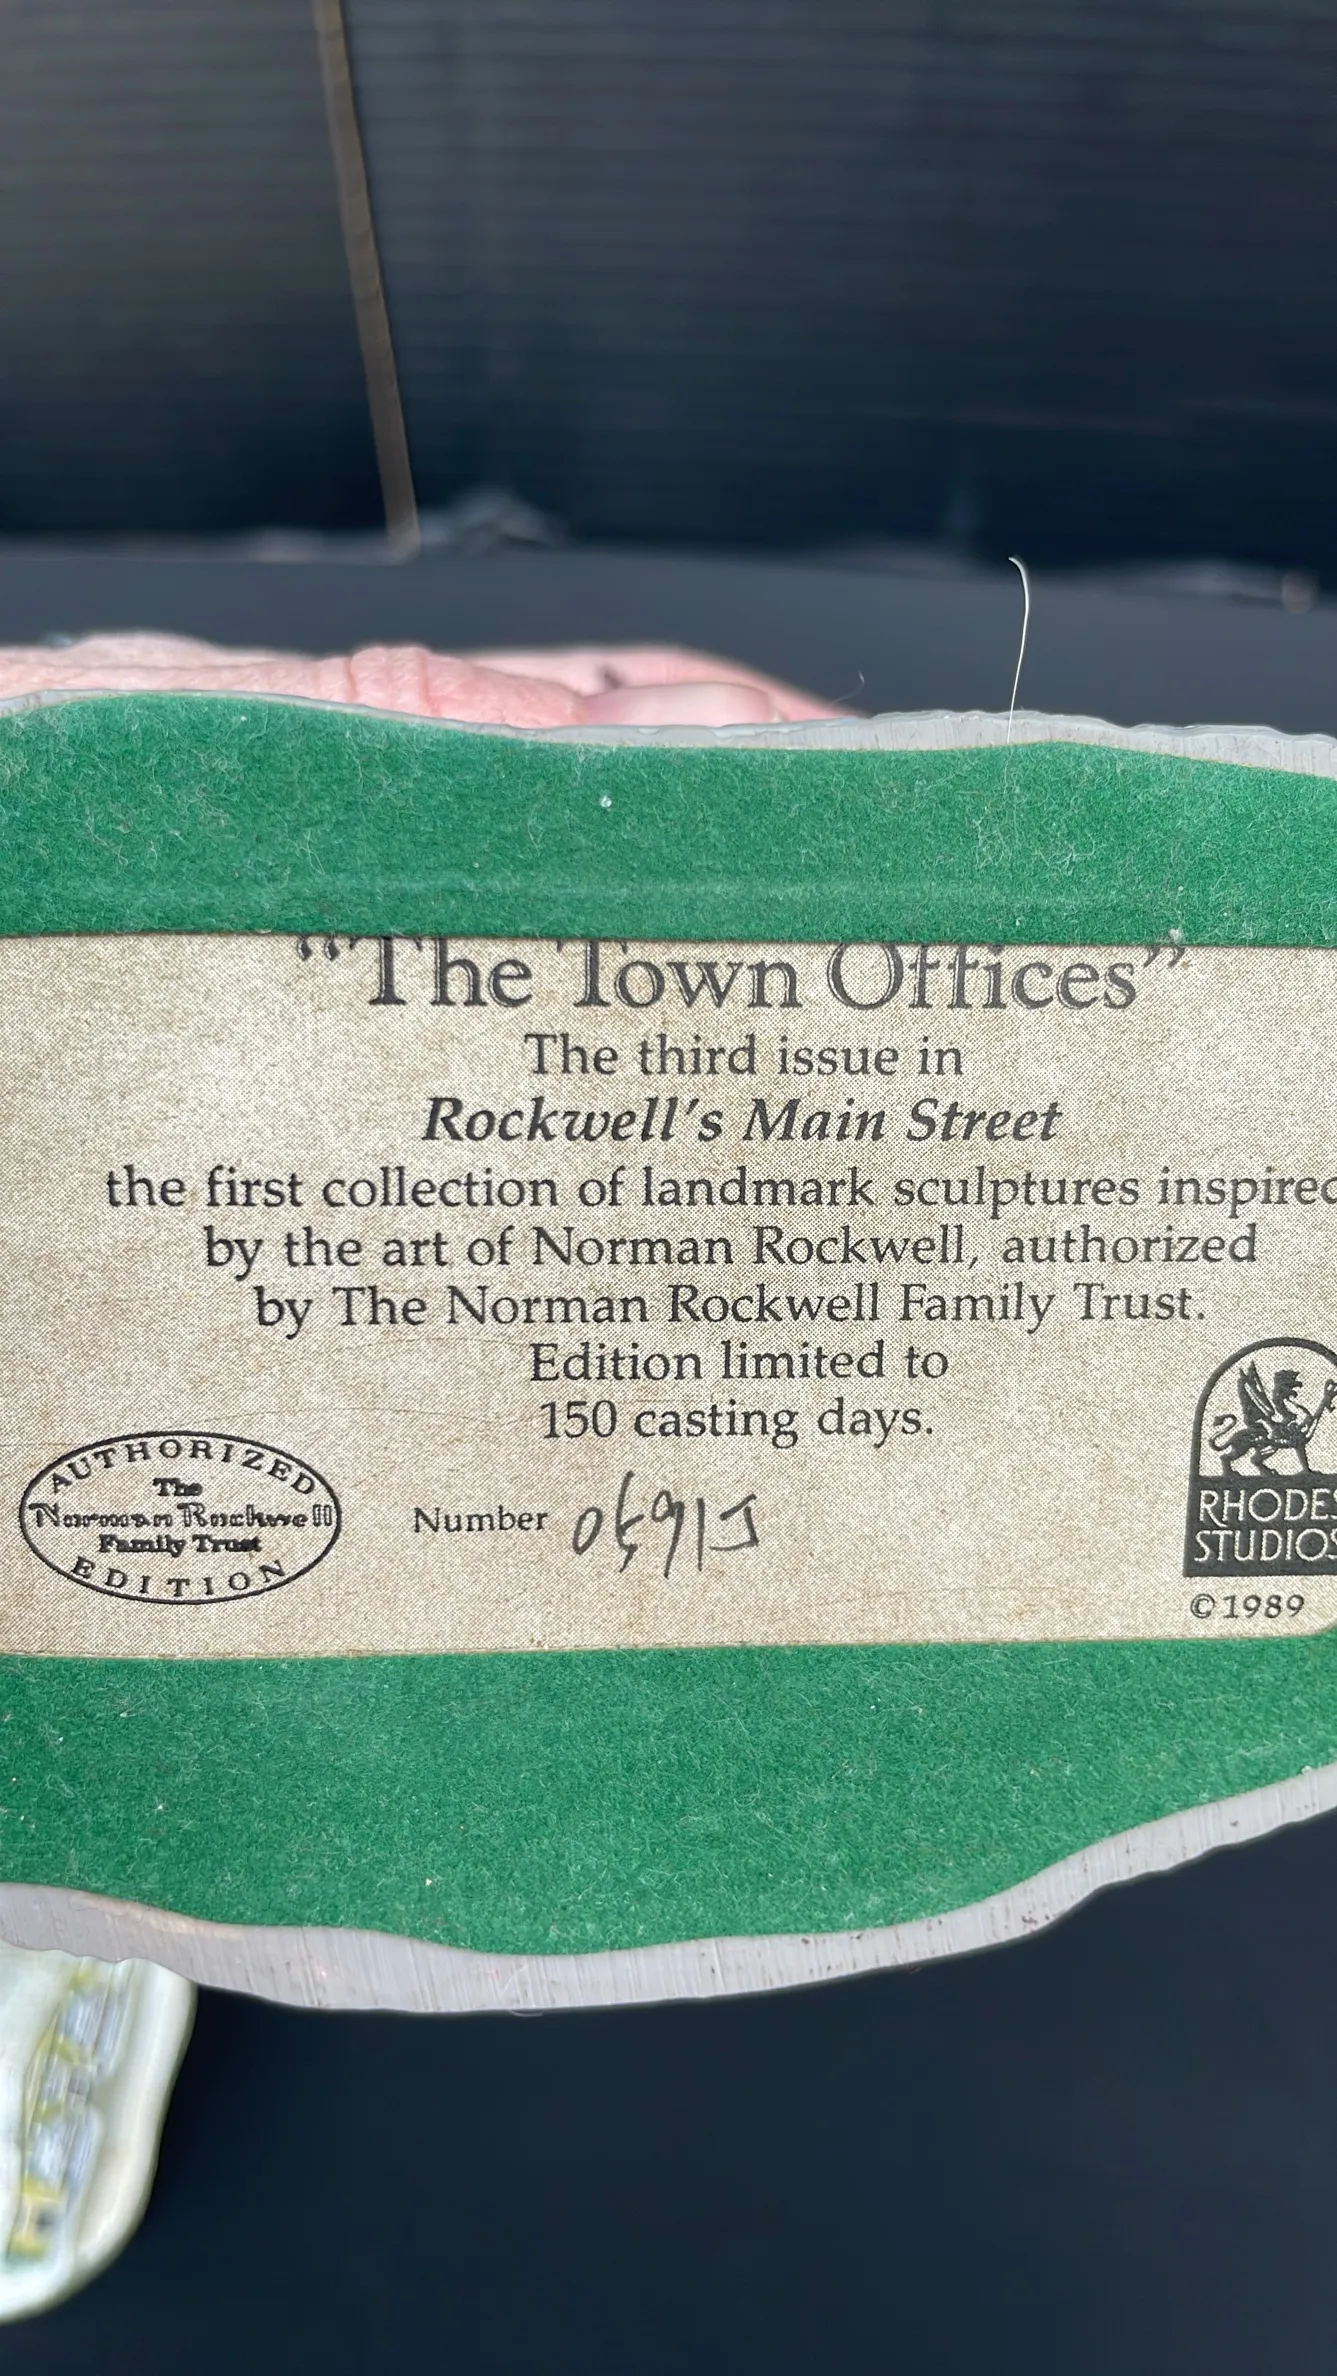 "The Town Offices"
The third issue in
Rockwell's Main Street
the first collection of landmark sculptures inspired
by the art of Norman Rockwell, authorized
by The Norman Rockwell Family Trust.
Edition limited to
150 casting days.
AUTHORIZED
The
Norman Rockwell
Family Trust
EDITION
Number
RHODES
STUDIOS
©1989